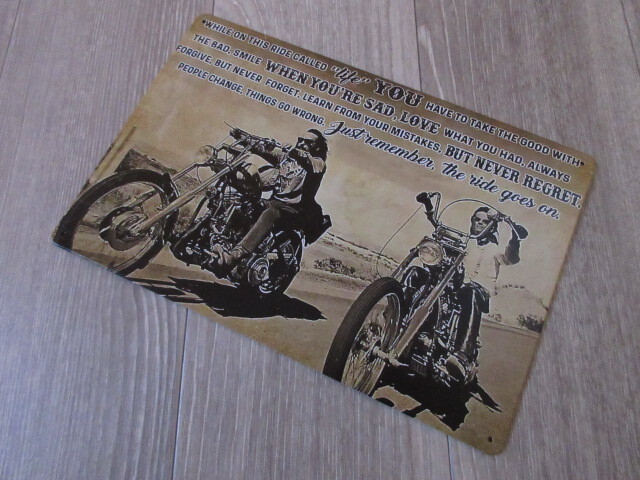 WHILE ON THIS RIDE CALLED "life" YOU HAVE TO TAKE THE GOOD WITH
THE BAD. SMILE WHEN YOU'RE SAD, LOVE WHAT YOU HAD, ALWAYS
FORGIVE, BUT NEVER FORGET. LEARN FROM YOUR MISTAKES, BUT NEVER REGRET.
PEOPLE CHANGE, THINGS GO WRONG. Just remember, the ride goes on.